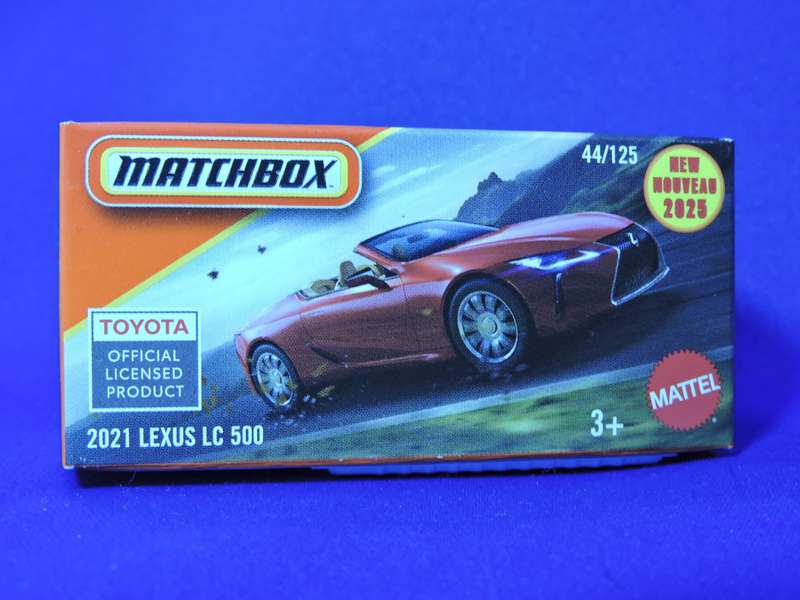 MATCHBOX
44/125
NEW
NOUVEAU
2025
TOYOTA
OFFICIAL
LICENSED
PRODUCT
2021 LEXUS LC 500
3+
MATTEL